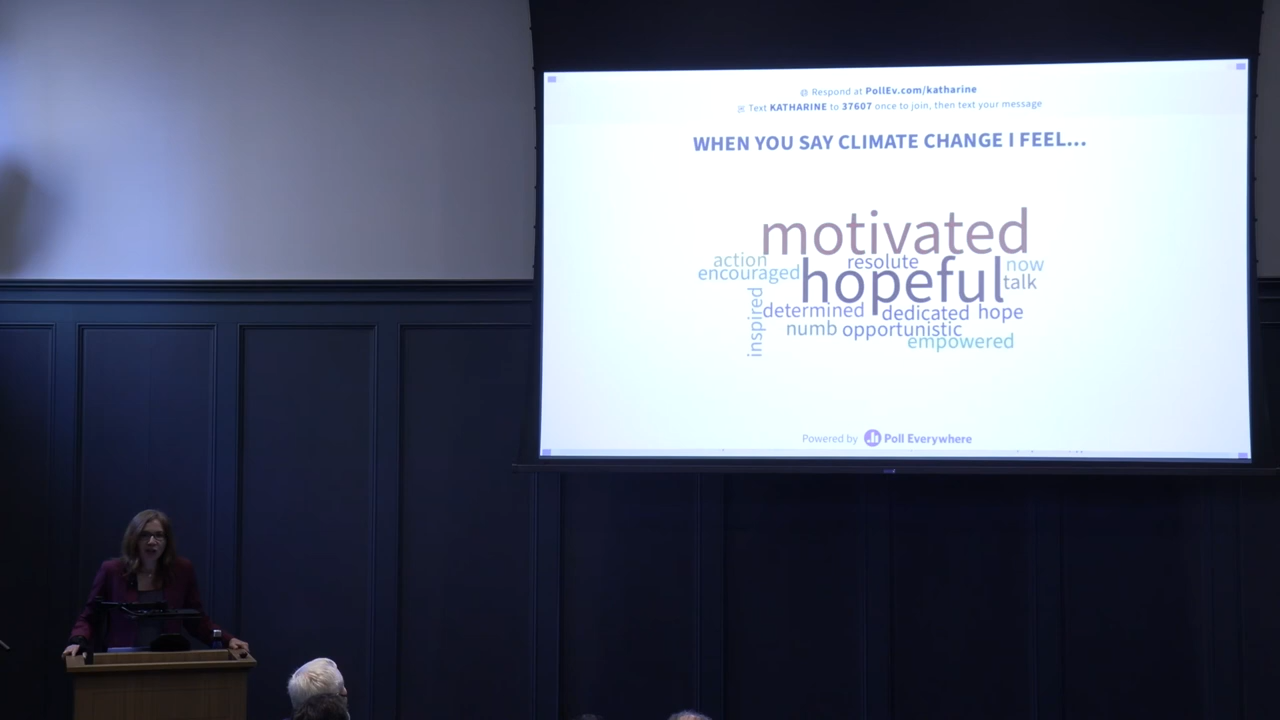 Respond at PollEv.com/katharine
Text KATHARINE to 37607 once to join, then text your message
WHEN YOU SAY CLIMATE CHANGE I FEEL...
motivated
action
resolute
now
encouraged
hopeful
talk
inspired
determined
dedicated
hope
numb
opportunistic
empowered
Powered by Poll Everywhere